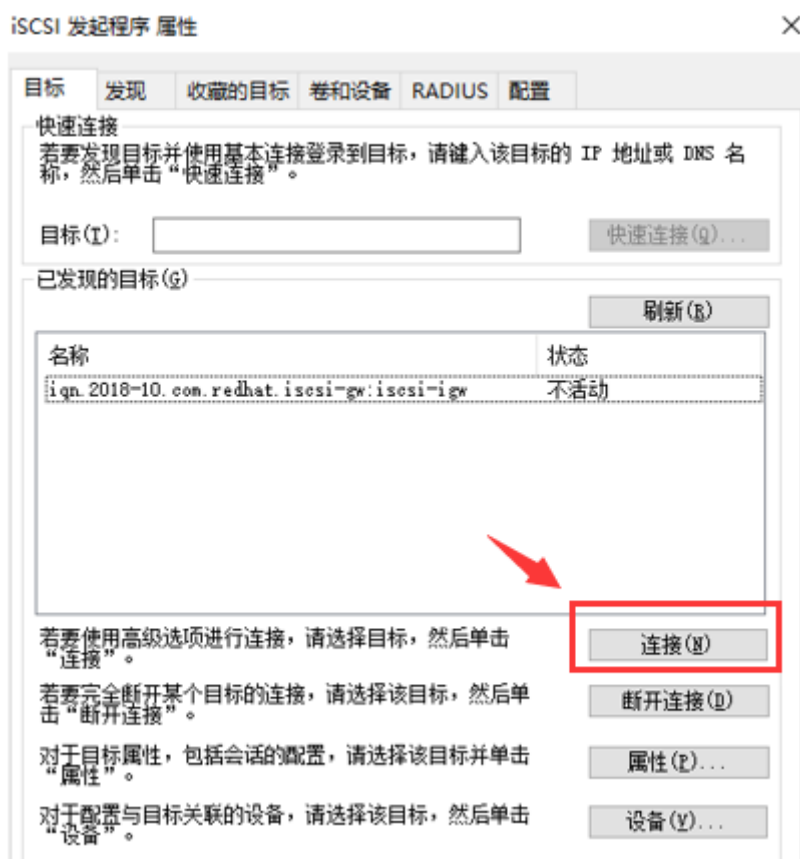 iSCSI 发起程序 属性
目标 发现 收藏的目标 卷和设备 RADIUS 配置
快速连接
若要发现目标并使用基本连接登录到目标，请键入该目标的 IP 地址或 DNS 名
称，然后单击“快速连接”。
目标(T): 快速连接(Q)...
已发现的目标(G)
刷新(R)
名称 状态
iqn.2018-10.com.redhat.iscsi-gw:iscsi-igw 不活动
若要使用高级选项进行连接，请选择目标，然后单击
“连接”。
连接(N)
若要完全断开某个目标的连接，请选择该目标，然后单
击“断开连接”。
断开连接(D)
对于目标属性，包括会话的配置，请选择该目标并单击
“属性”。
属性(P)...
对于配置与目标关联的设备，请选择该目标，然后单击
“设备”。
设备(V)...